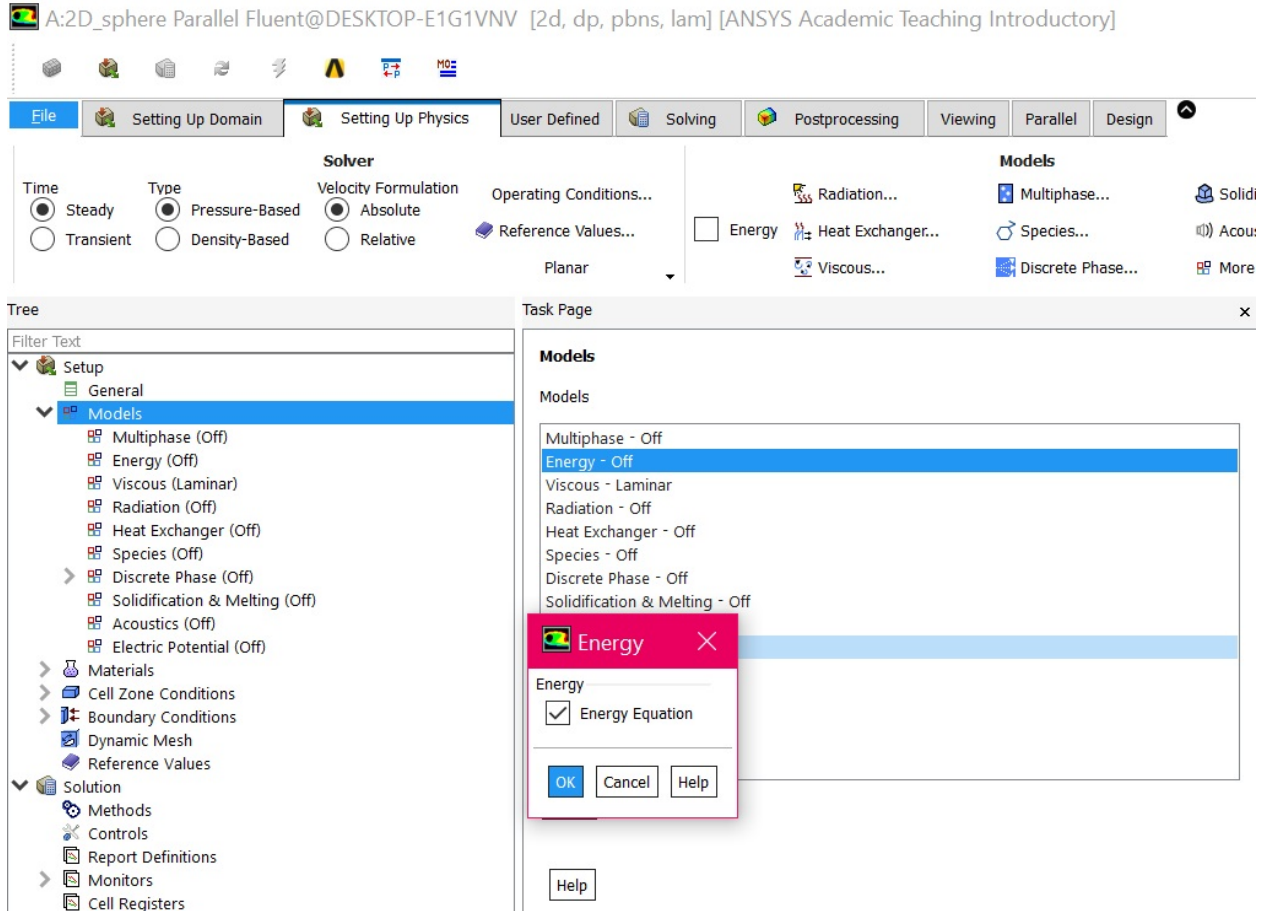 A:2D_sphere Parallel Fluent@DESKTOP-E1G1VNV [2d, dp, pbns, lam] [ANSYS Academic Teaching Introductory]
File Setting Up Domain Setting Up Physics User Defined Solving Postprocessing Viewing Parallel Design
Solver
Models
Time Type Velocity Formulation
Steady Pressure-Based Absolute
Transient Density-Based Relative
Operating Conditions...
Reference Values...
Planar
Energy
Radiation...
Heat Exchanger...
Viscous...
Multiphase...
Species...
Discrete Phase...
Solidi
Acou
More
Tree
Filter Text
Setup
General
Models
Multiphase (Off)
Energy (Off)
Viscous (Laminar)
Radiation (Off)
Heat Exchanger (Off)
Species (Off)
Discrete Phase (Off)
Solidification & Melting (Off)
Acoustics (Off)
Electric Potential (Off)
Materials
Cell Zone Conditions
Boundary Conditions
Dynamic Mesh
Reference Values
Solution
Methods
Controls
Report Definitions
Monitors
Cell Registers
Task Page
Models
Models
Multiphase - Off
Energy - Off
Viscous - Laminar
Radiation - Off
Heat Exchanger - Off
Species - Off
Discrete Phase - Off
Solidification & Melting - Off
Energy
Energy
Energy Equation
OK Cancel Help
Help